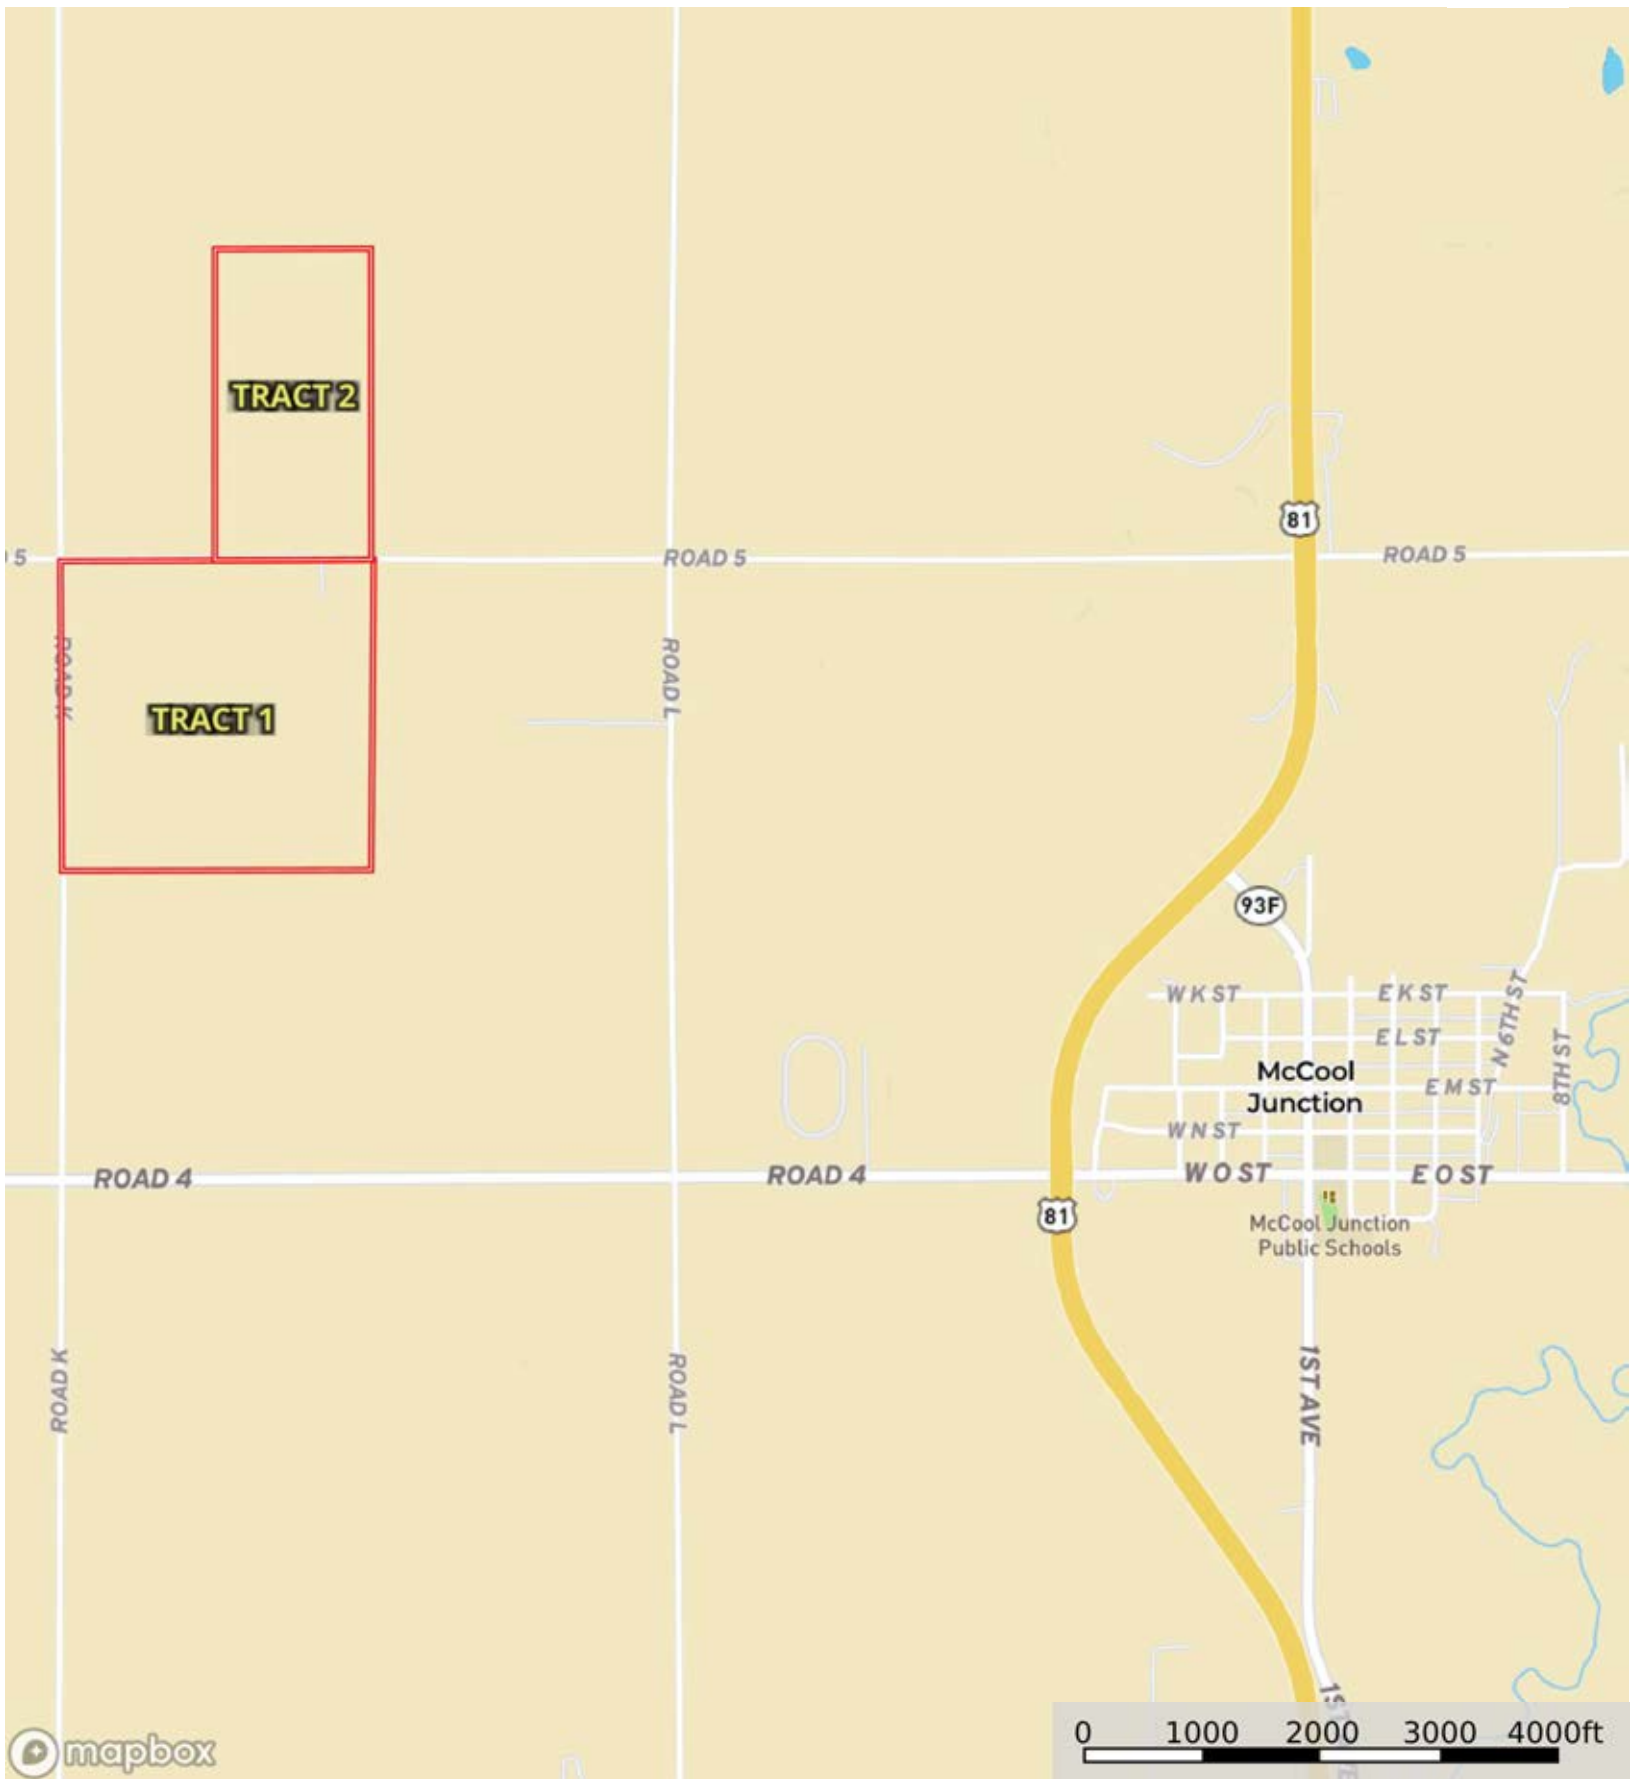 TRACT 2
81
5
ROAD 5
ROAD 5
ROAD K
ROAD L
TRACT 1
93F
W K ST
E K ST
E L ST
N 6TH ST
8TH ST
McCool
Junction
E M ST
W N ST
ROAD 4
ROAD 4
W O ST
E O ST
81
McCool Junction
Public Schools
ROAD K
ROAD L
1ST AVE
1ST
E
0 1000 2000 3000 4000ft
mapbox